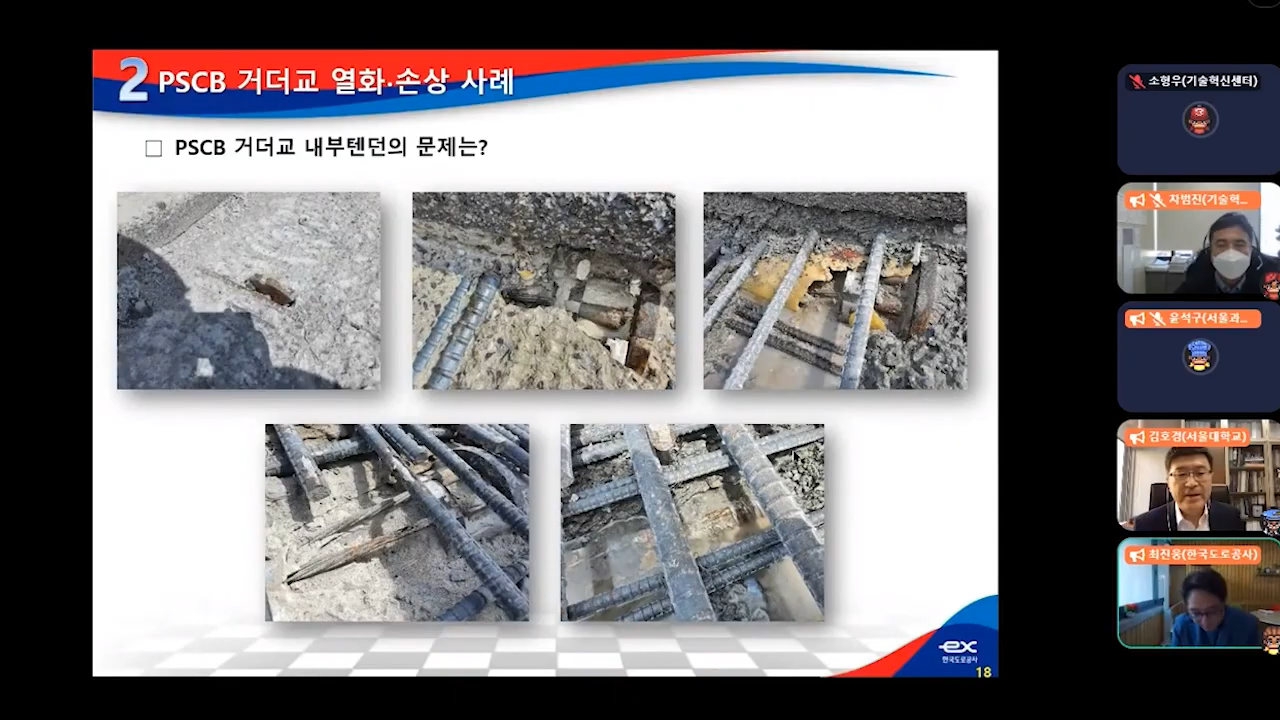 2 PSCB 거더교 열화·손상 사례
□ PSCB 거더교 내부텐던의 문제는?
ex
한국도로공사
18
소형우(기술혁신센터)
차범진(기술혁...
윤석구(서울과...
김호경(서울대학교)
최진웅(한국도로공사)